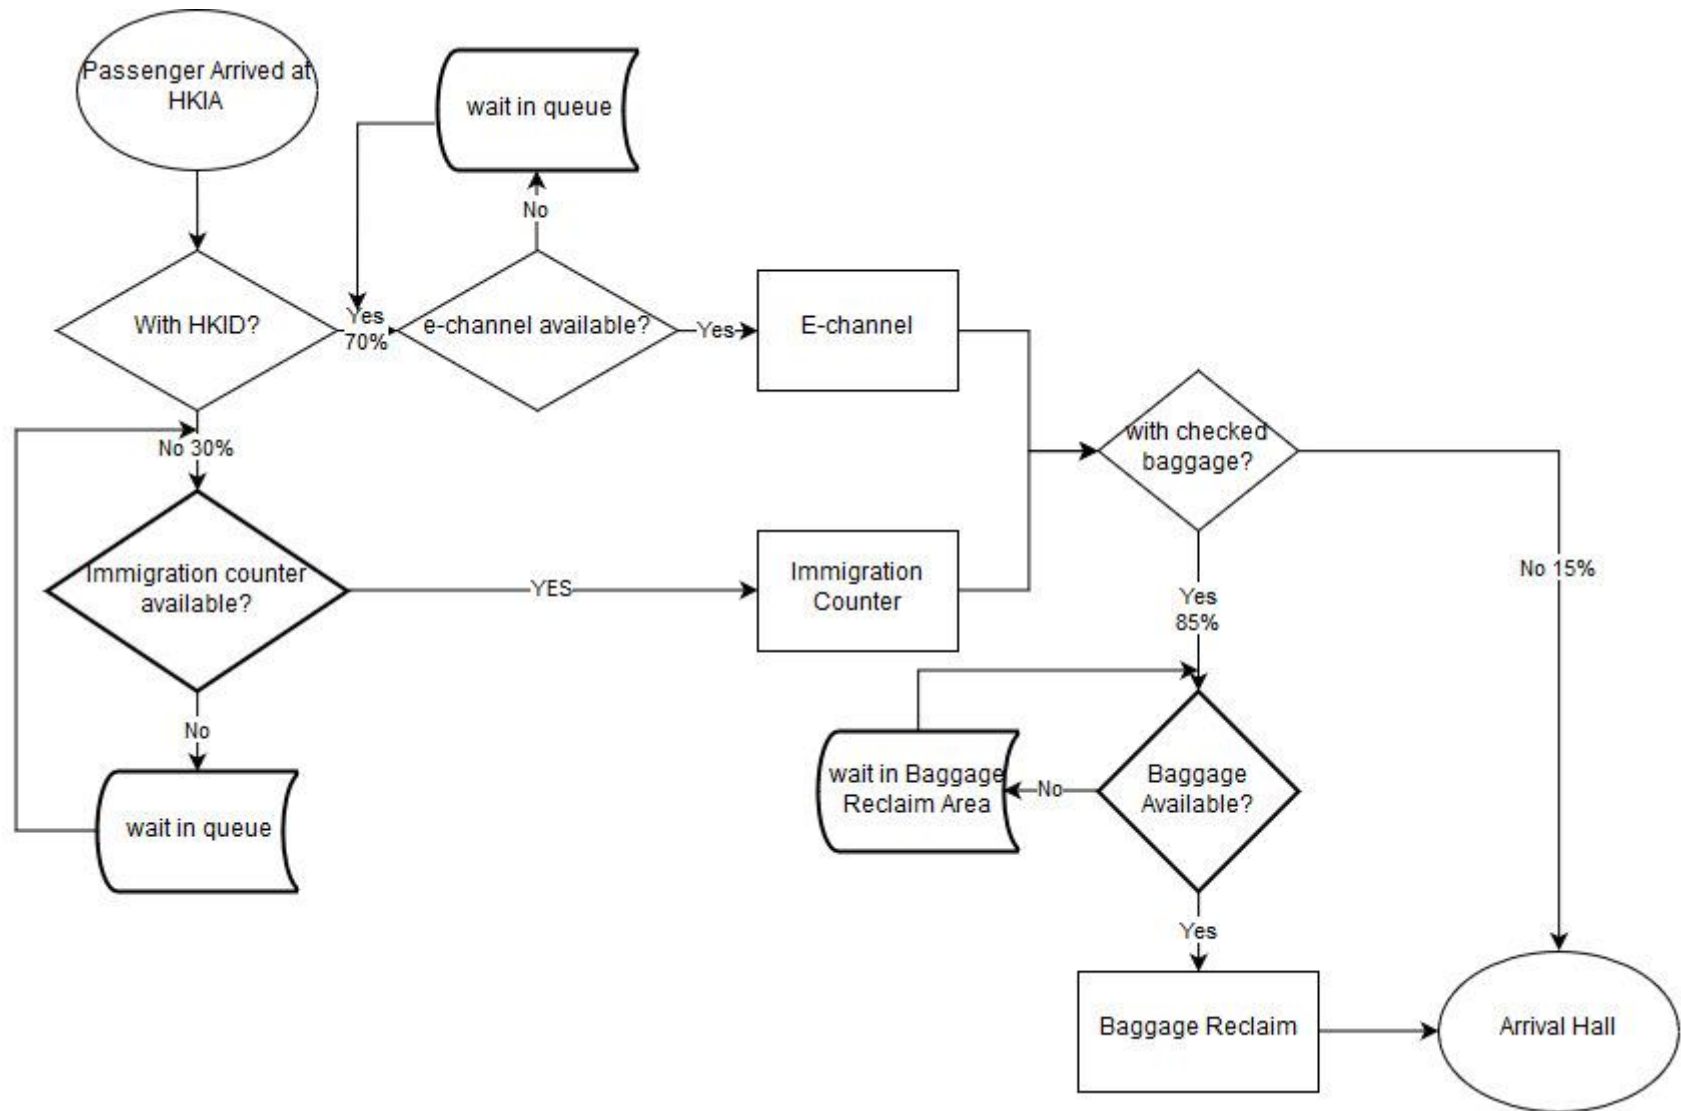 Passenger Arrived at
HKIA
wait in queue
No
With HKID?
Yes
70%
e-channel available?
Yes
E-channel
No 30%
with checked
baggage?
Immigration counter
available?
YES
Immigration
Counter
No 15%
Yes
85%
No
wait in queue
wait in Baggage
Reclaim Area
No
Baggage
Available?
Yes
Baggage Reclaim
Arrival Hall